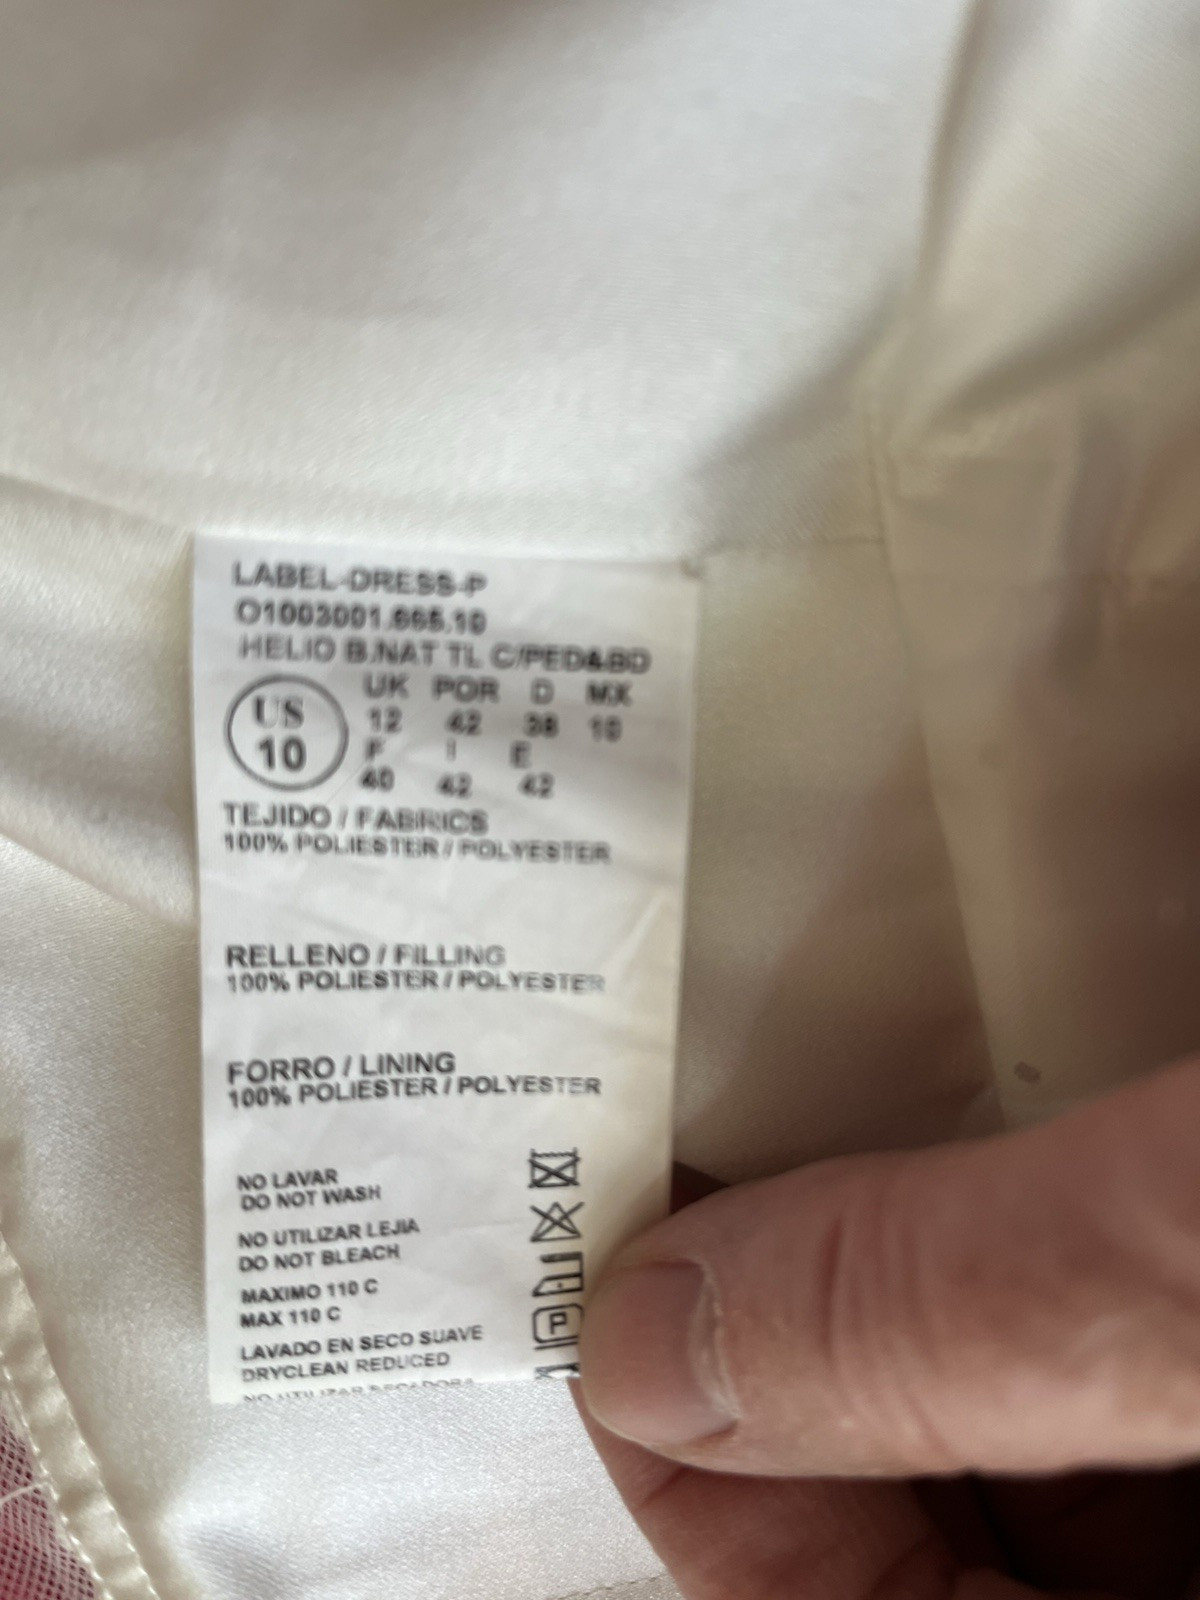 LABEL-DRESS-P
O1003001.665.10
HELIO B.NAT TL C/PED&BD
US
10
UK POR D MX
12 42 38 10
F I E
40 42 42
TEJIDO / FABRICS
100% POLIESTER / POLYESTER
RELLENO / FILLING
100% POLIESTER / POLYESTER
FORRO / LINING
100% POLIESTER / POLYESTER
NO LAVAR
DO NOT WASH
NO UTILIZAR LEJIA
DO NOT BLEACH
MAXIMO 110 C
MAX 110 C
LAVADO EN SECO SUAVE
DRYCLEAN REDUCED
P
NO UTILIZAR SECADORA